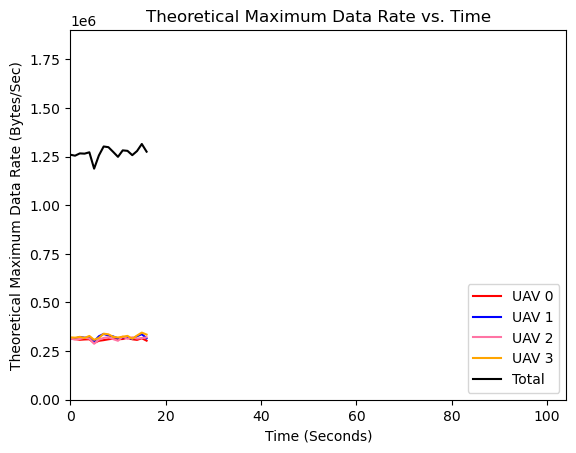 Theoretical Maximum Data Rate vs. Time
1e6
Theoretical Maximum Data Rate (Bytes/Sec)
1.75
1.50
1.25
1.00
0.75
0.50
0.25
0.00
0
20
40
60
80
100
Time (Seconds)
UAV 0
UAV 1
UAV 2
UAV 3
Total